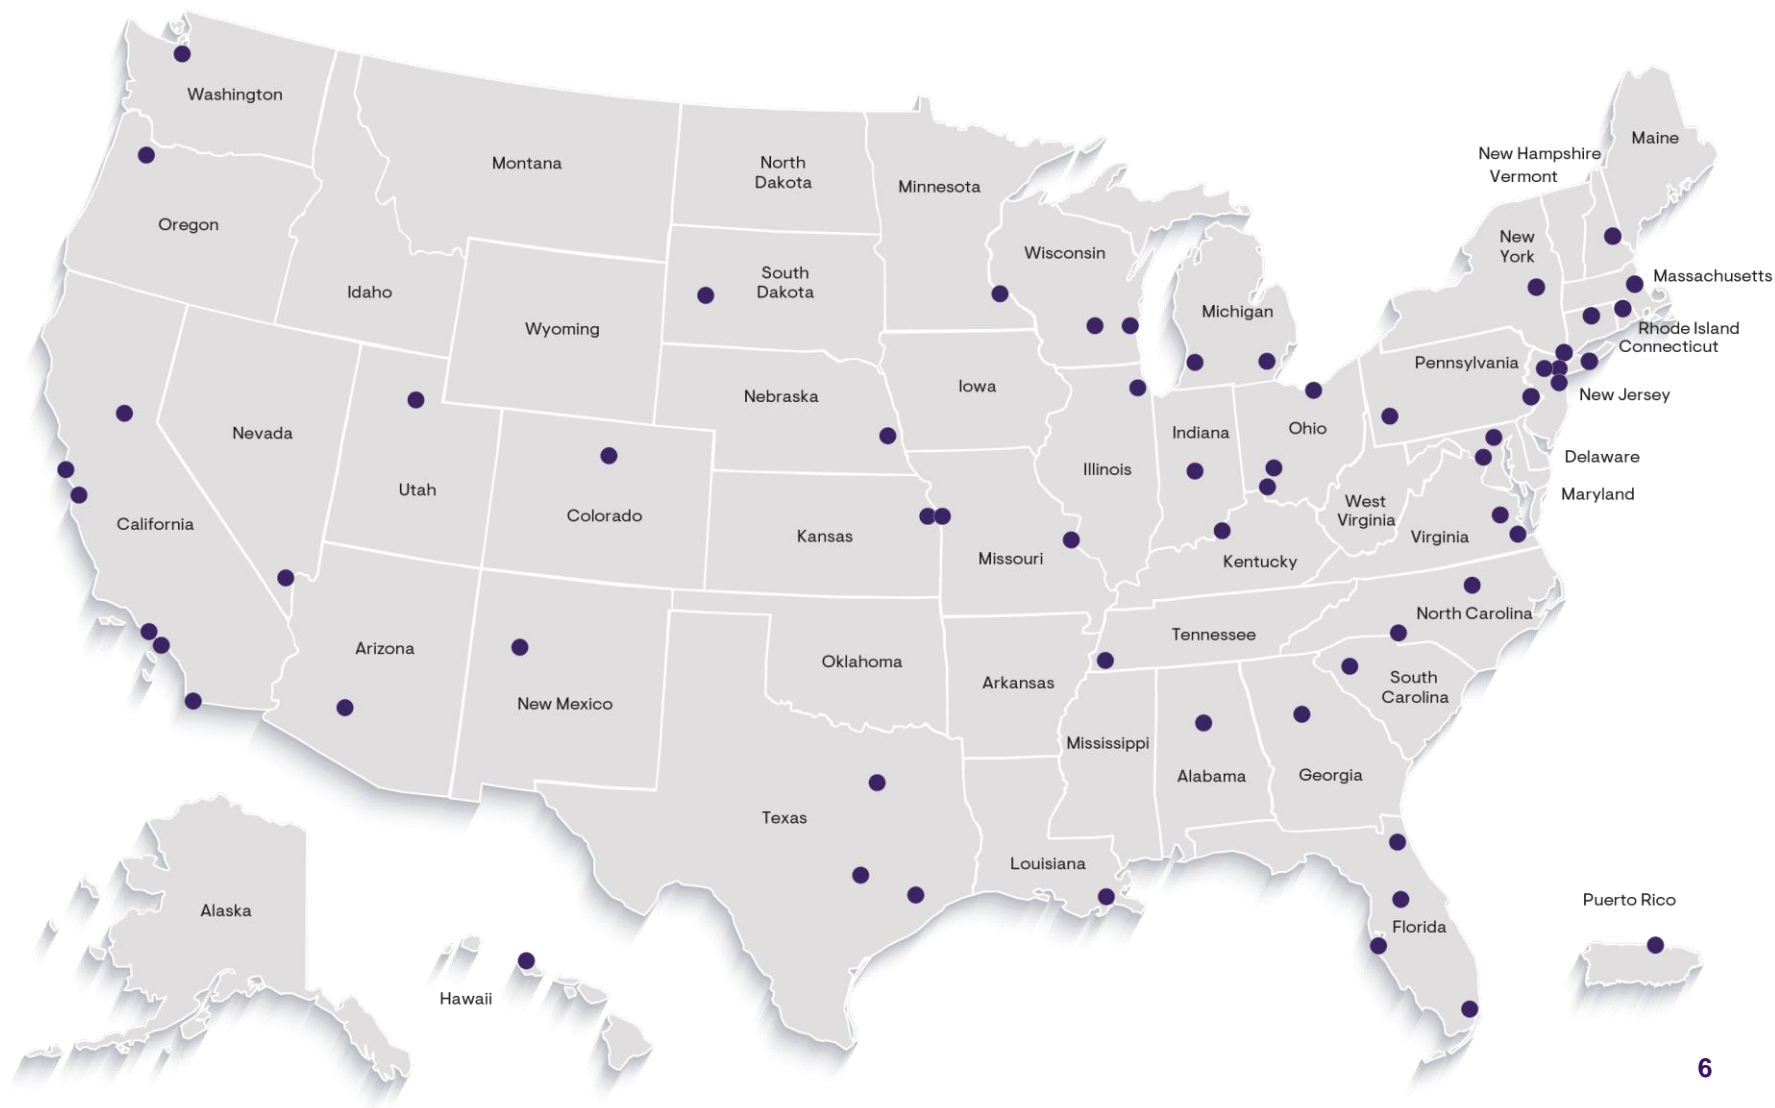 Washington
Montana
North
Dakota
Minnesota
New Hampshire
Vermont
Maine
Oregon
Idaho
South
Dakota
Wisconsin
Michigan
New
York
Massachusetts
Wyoming
Rhode Island
Connecticut
Pennsylvania
New Jersey
Nebraska
Iowa
Nevada
Utah
Colorado
Illinois
Indiana
Ohio
Delaware
Maryland
California
Kansas
Missouri
Kentucky
West
Virginia
Virginia
Arizona
New Mexico
Oklahoma
Arkansas
Tennessee
North Carolina
South
Carolina
Mississippi
Alabama
Georgia
Texas
Louisiana
Florida
Alaska
Hawaii
Puerto Rico
6